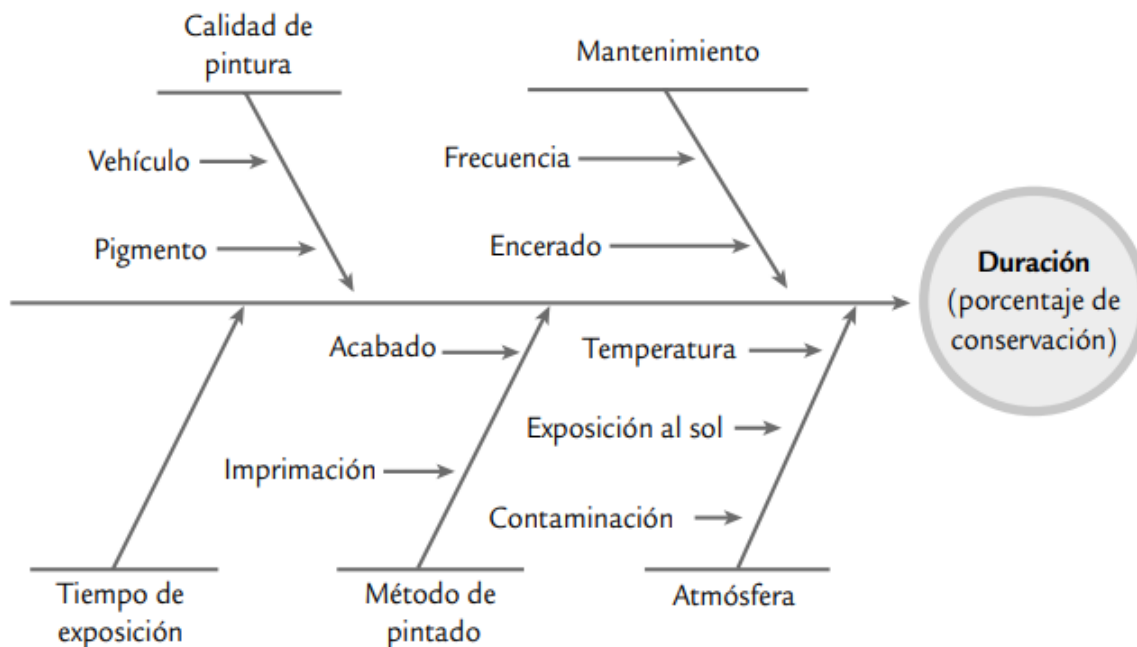 Calidad de
pintura
Mantenimiento
Vehículo
Frecuencia
Pigmento
Encerado
Duración
(porcentaje de
conservación)
Acabado
Temperatura
Exposición al sol
Imprimación
Contaminación
Tiempo de
exposición
Método de
pintado
Atmósfera